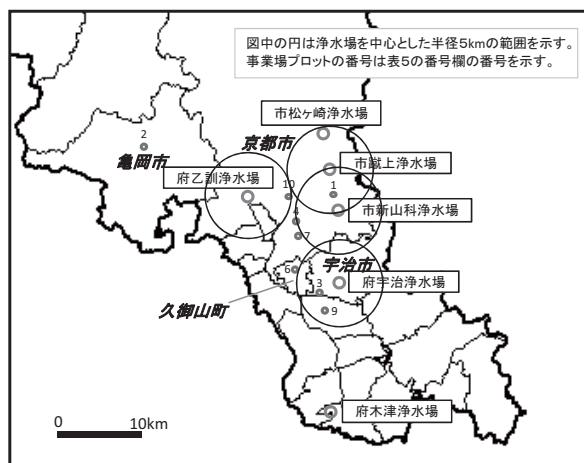 図中の円は浄水場を中心とした半径5kmの範囲を示す。
事業場プロットの番号は表5の番号欄の番号を示す。
市松ヶ崎浄水場
2
京都市
亀岡市
市蹴上浄水場
府乙訓浄水場
10
1
4
市新山科浄水場
7
宇治市
6
府宇治浄水場
3
久御山町
9
府木津浄水場
0 10km